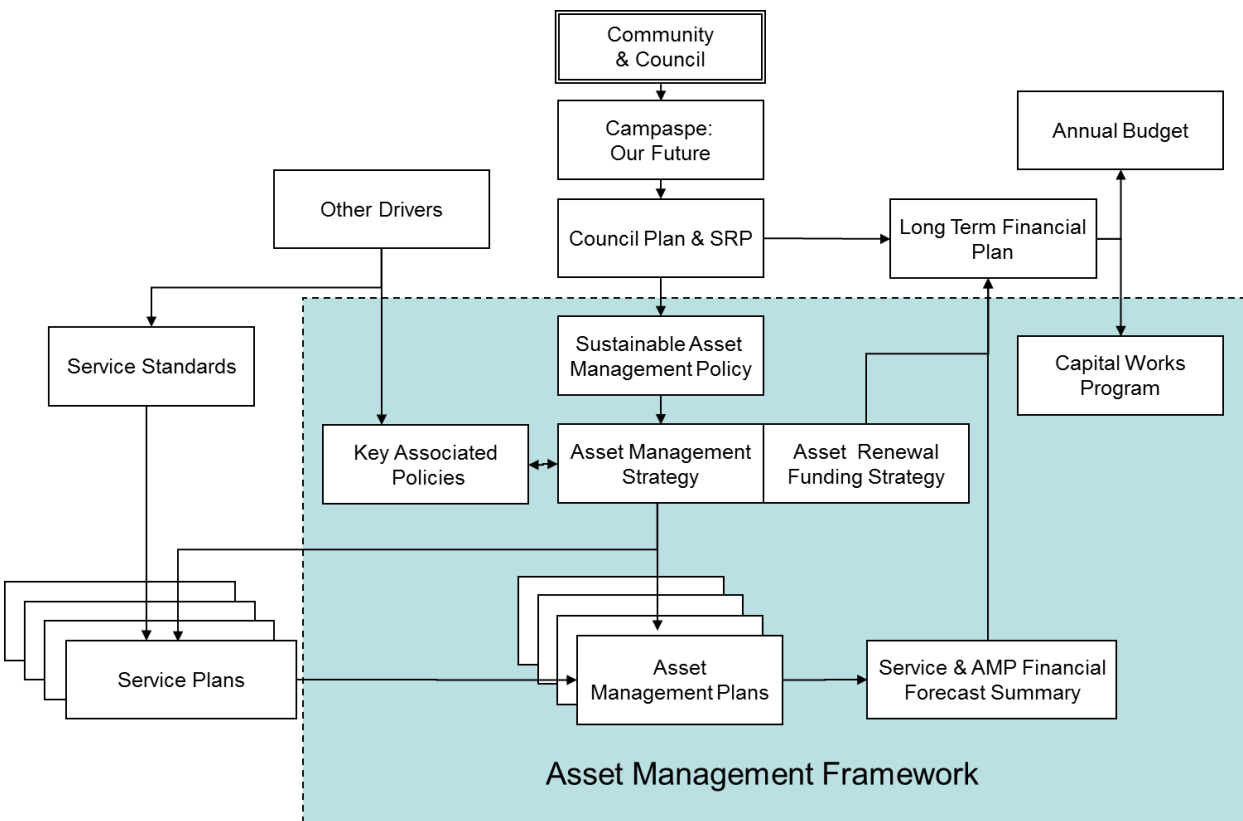 Community
& Council
Campaspe:
Our Future
Annual Budget
Other Drivers
Council Plan & SRP
Long Term Financial
Plan
Service Standards
Sustainable Asset
Management Policy
Capital Works
Program
Key Associated
Policies
Asset Management
Strategy
Asset Renewal
Funding Strategy
Service Plans
Asset
Management Plans
Service & AMP Financial
Forecast Summary
Asset Management Framework